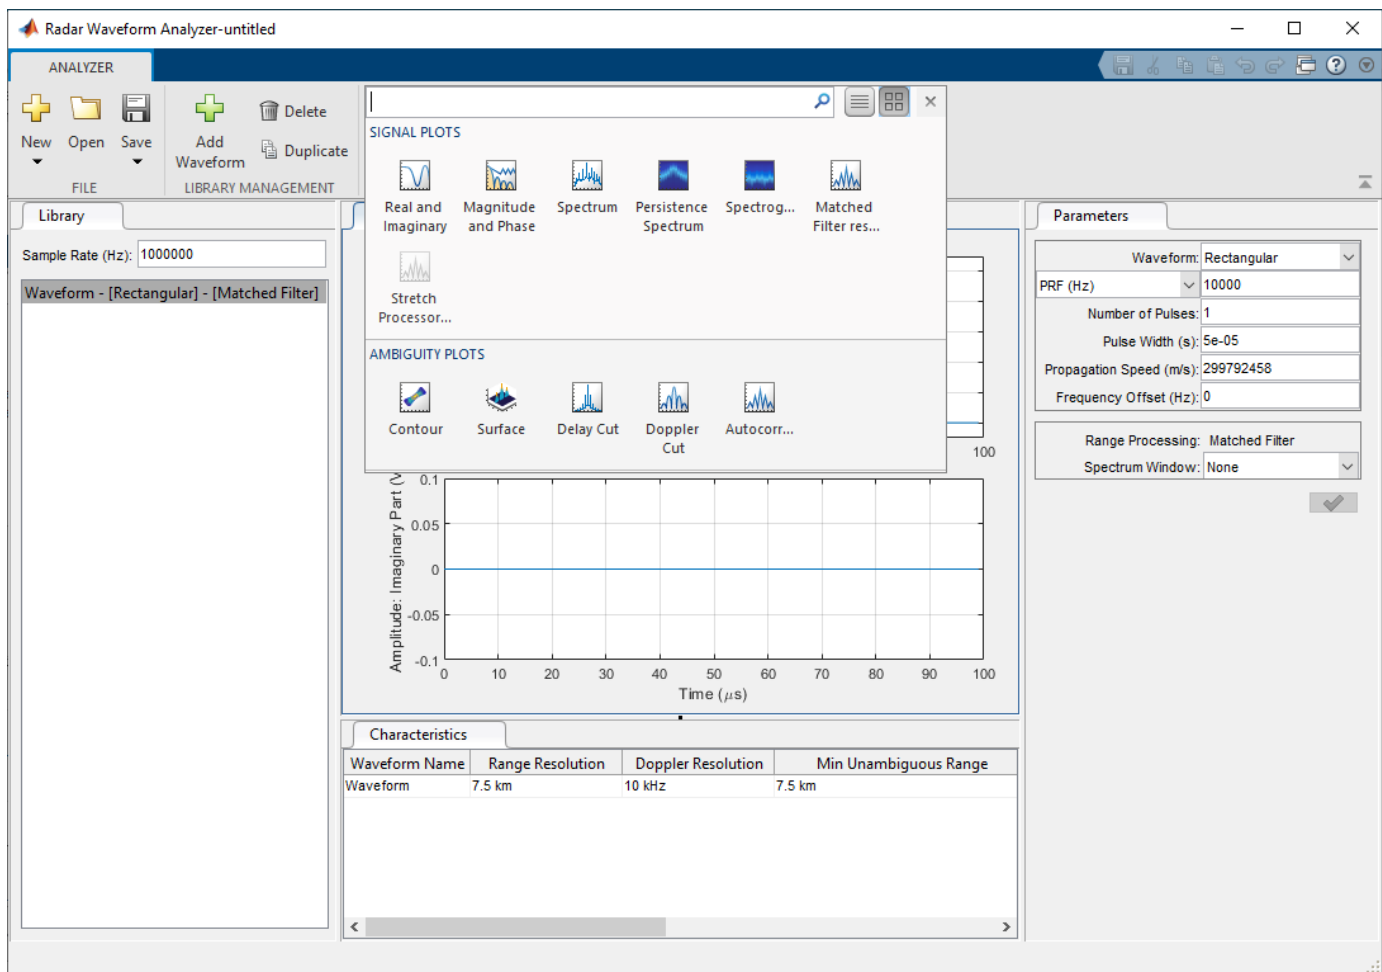 Radar Waveform Analyzer-untitled
ANALYZER
New
Open
Save
Add
Waveform
Delete
Duplicate
FILE
LIBRARY MANAGEMENT
SIGNAL PLOTS
Real and
Imaginary
Magnitude
and Phase
Spectrum
Persistence
Spectrum
Spectrog...
Matched
Filter res...
Stretch
Processor...
AMBIGUITY PLOTS
Contour
Surface
Delay Cut
Doppler
Cut
Autocorr...
Library
Sample Rate (Hz): 1000000
Waveform - [Rectangular] - [Matched Filter]
100
Amplitude: Imaginary Part (
0.1
0.05
0
-0.05
-0.1
0 10 20 30 40 50 60 70 80 90 100
Time (μs)
Characteristics
Waveform Name Range Resolution Doppler Resolution Min Unambiguous Range
Waveform 7.5 km 10 kHz 7.5 km
Parameters
Waveform: Rectangular
PRF (Hz) 10000
Number of Pulses: 1
Pulse Width (s): 5e-05
Propagation Speed (m/s): 299792458
Frequency Offset (Hz): 0
Range Processing: Matched Filter
Spectrum Window: None